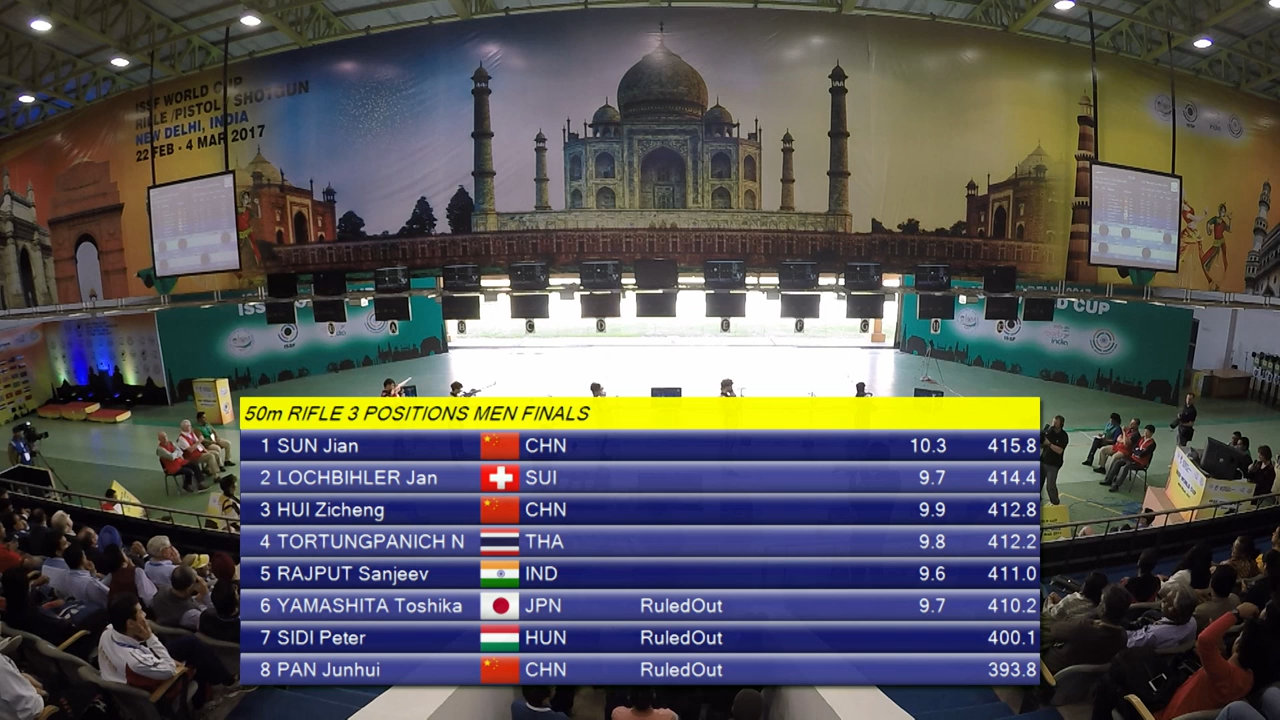 ISSF WORLD CUP
RIFLE /PISTOL / SHOTGUN
NEW DELHI, INDIA
22 FEB - 4 MAR 2017
ISS
D CUP
B C D E F G H
50m RIFLE 3 POSITIONS MEN FINALS
1 SUN Jian CHN 10.3 415.8
2 LOCHBIHLER Jan SUI 9.7 414.4
3 HUI Zicheng CHN 9.9 412.8
4 TORTUNGPANICH N THA 9.8 412.2
5 RAJPUT Sanjeev IND 9.6 411.0
6 YAMASHITA Toshika JPN RuledOut 9.7 410.2
7 SIDI Peter HUN RuledOut 400.1
8 PAN Junhui CHN RuledOut 393.8